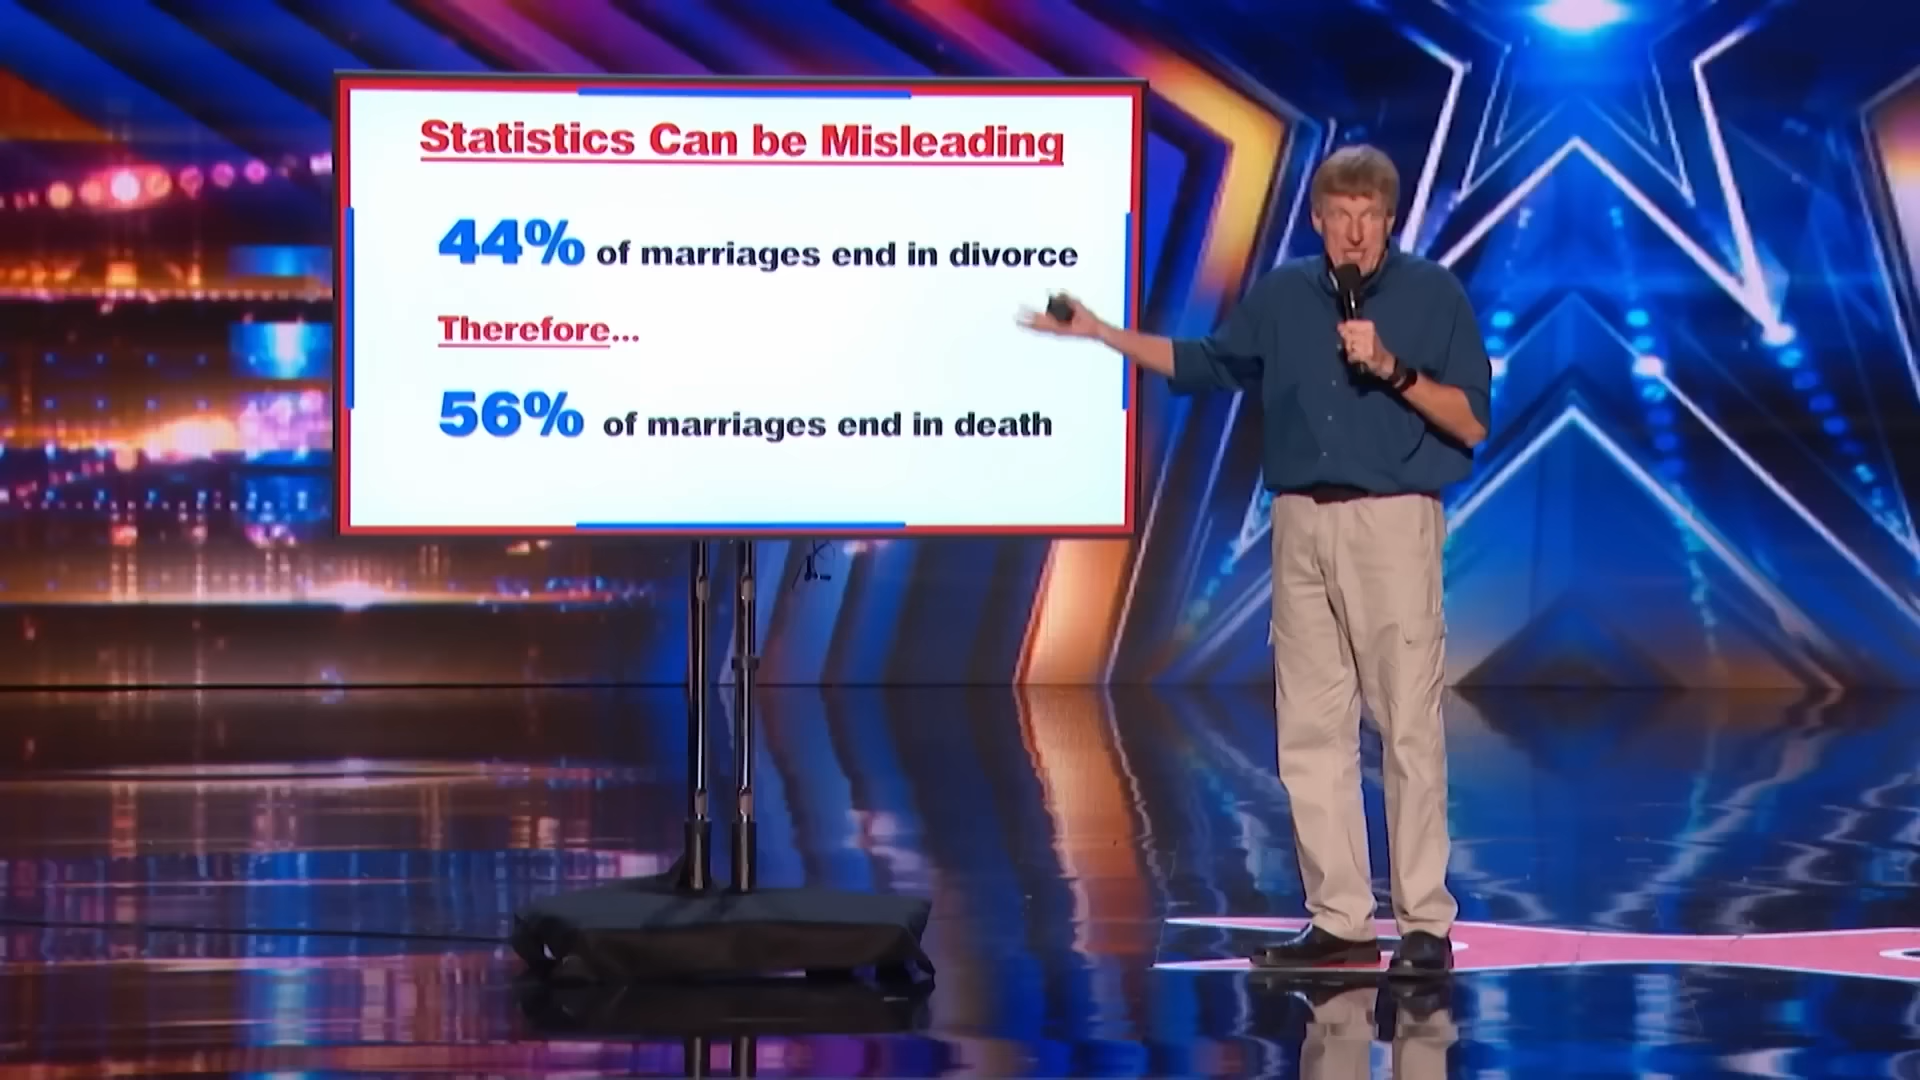 Statistics Can be Misleading
44% of marriages end in divorce
Therefore...
56% of marriages end in death